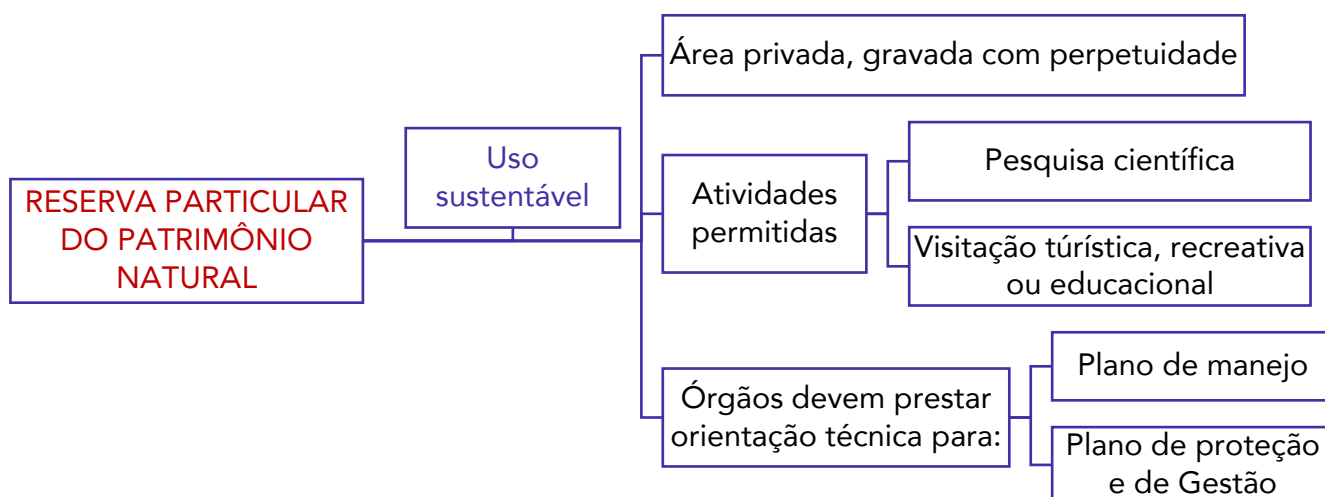 RESERVA PARTICULAR
DO PATRIMÔNIO
NATURAL
Uso
sustentável
Área privada, gravada com perpetuidade
Atividades
permitidas
Pesquisa científica
Visitação túrística, recreativa
ou educacional
Órgãos devem prestar
orientação técnica para:
Plano de manejo
Plano de proteção
e de Gestão